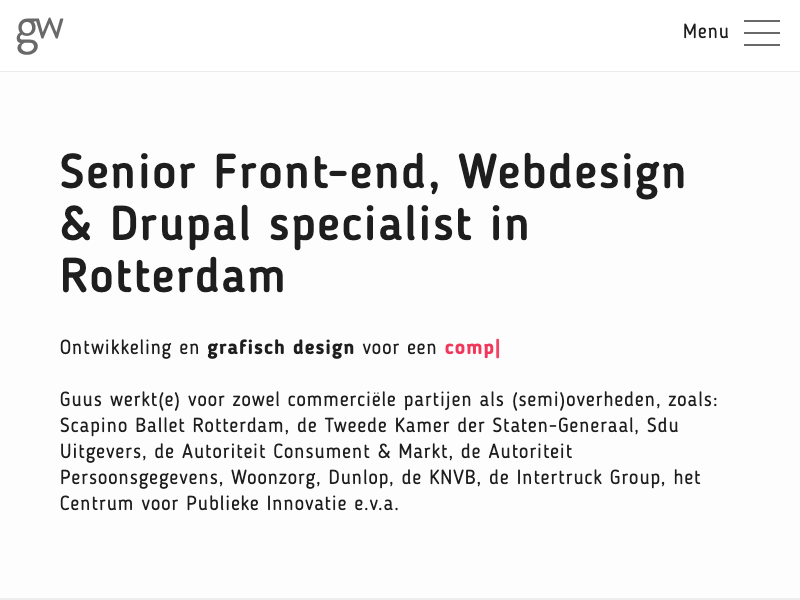 gw
Menu
Senior Front-end, Webdesign
& Drupal specialist in
Rotterdam
Ontwikkeling en grafisch design voor een comp|
Guus werkt(e) voor zowel commerciële partijen als (semi)overheden, zoals:
Scapino Ballet Rotterdam, de Tweede Kamer der Staten-Generaal, Sdu
Uitgevers, de Autoriteit Consument & Markt, de Autoriteit
Persoonsgegevens, Woonzorg, Dunlop, de KNVB, de Intertruck Group, het
Centrum voor Publieke Innovatie e.v.a.